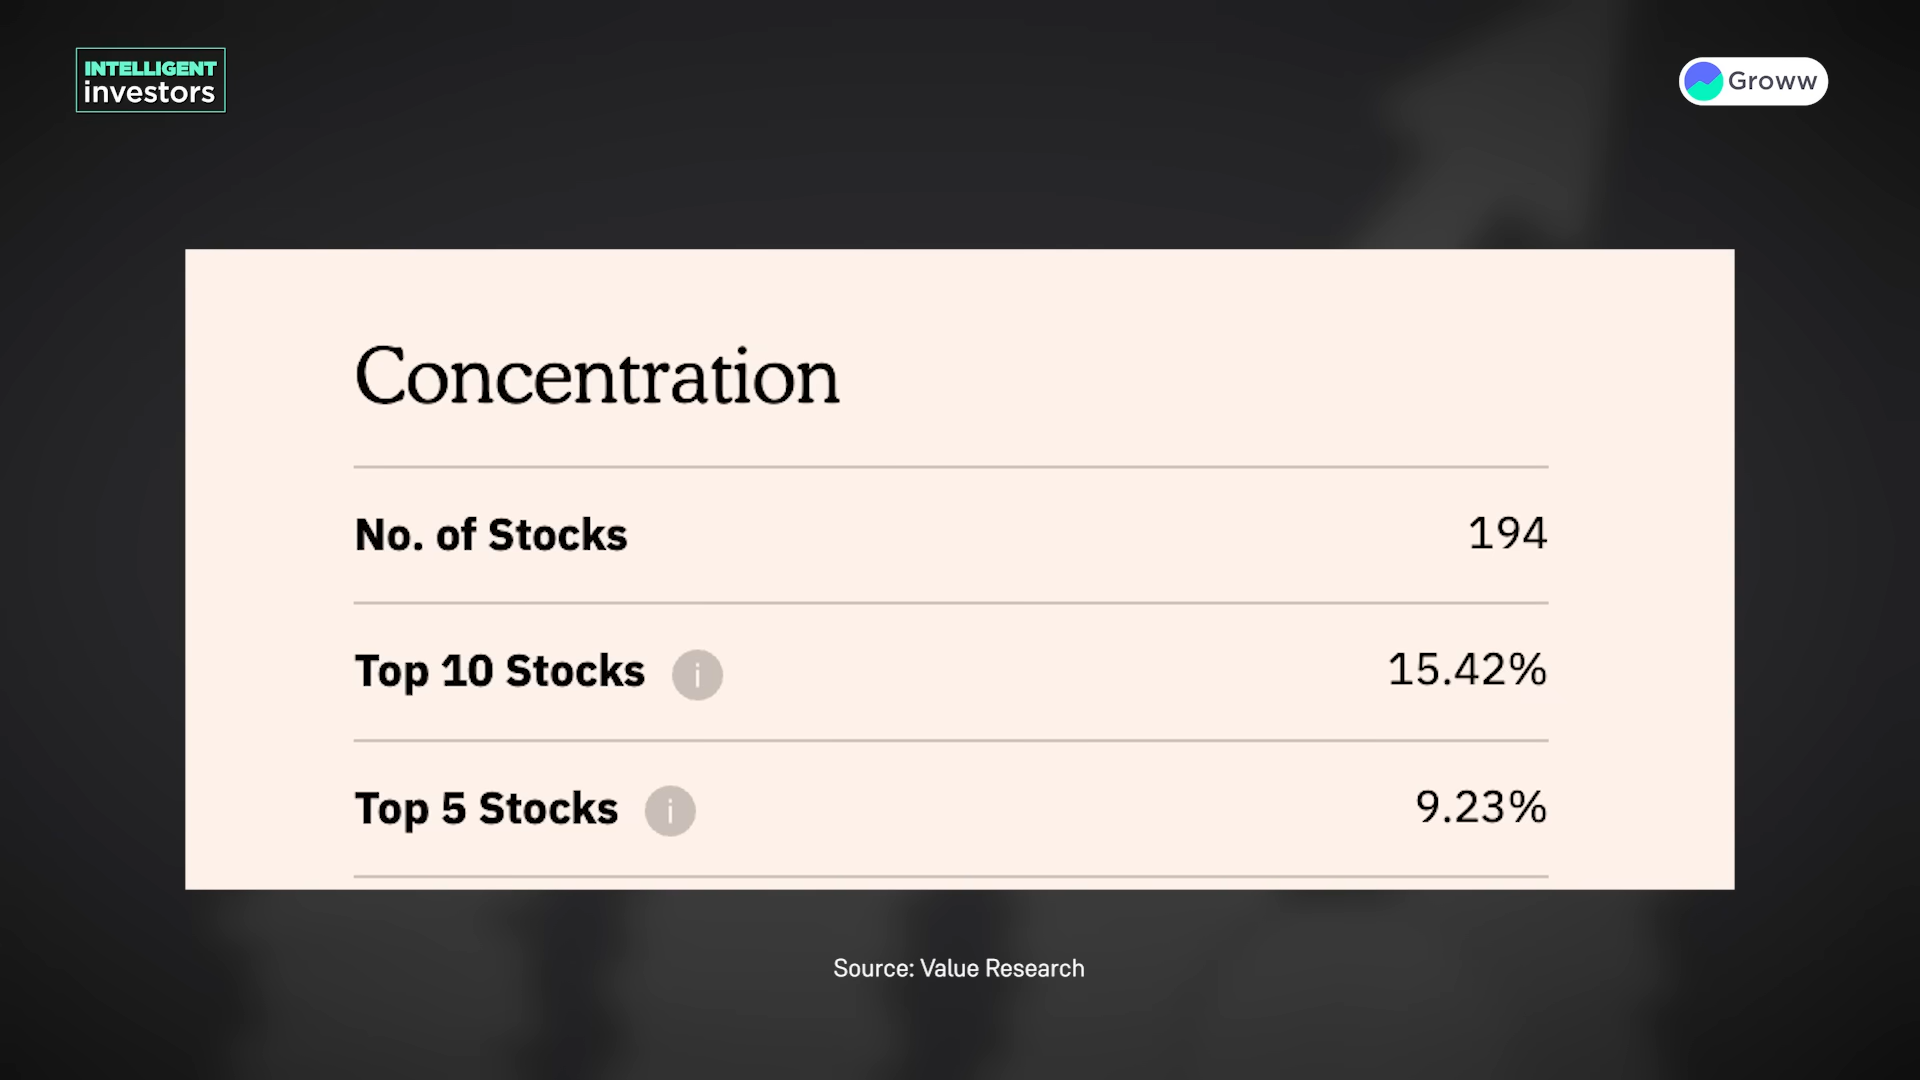 INTELLIGENT
investors
Groww
Concentration
No. of Stocks 194
Top 10 Stocks i 15.42%
Top 5 Stocks i 9.23%
Source: Value Research